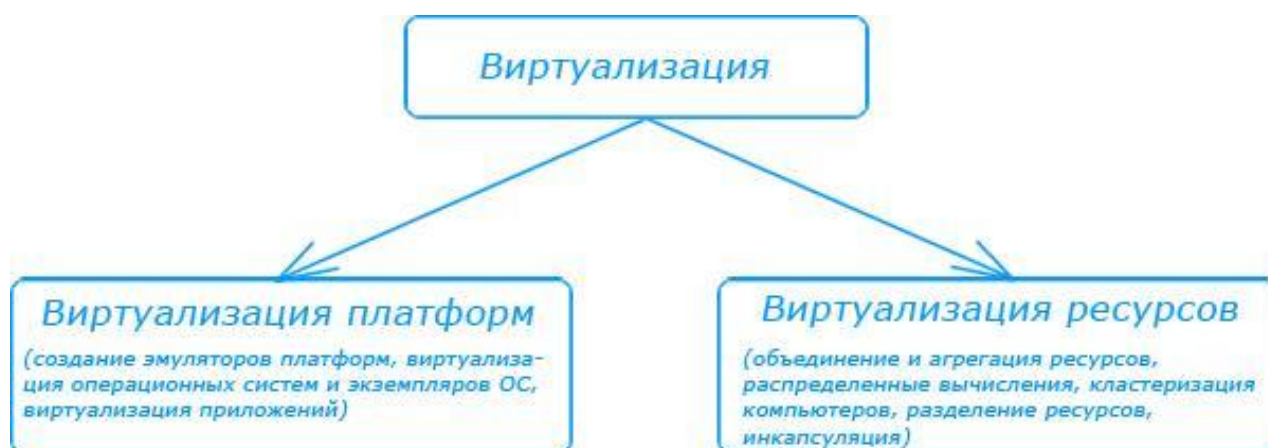 Виртуализация
Виртуализация платформ
(создание эмуляторов платформ, виртуализа-
ция операционных систем и экземпляров ОС,
виртуализация приложений)
Виртуализация ресурсов
(объединение и агрегация ресурсов,
распределенные вычисления, кластеризация
компьютеров, разделение ресурсов,
инкапсуляция)